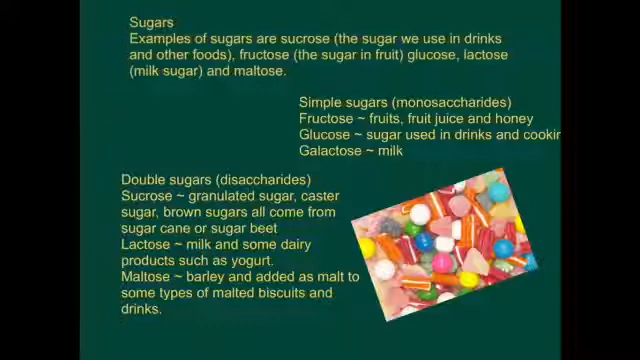 Sugars
Examples of sugars are sucrose (the sugar we use in drinks
and other foods), fructose (the sugar in fruit) glucose, lactose
(milk sugar) and maltose.
Simple sugars (monosaccharides)
Fructose ~ fruits, fruit juice and honey
Glucose ~ sugar used in drinks and cookin
Galactose ~ milk
Double sugars (disaccharides)
Sucrose ~ granulated sugar, caster
sugar, brown sugars all come from
sugar cane or sugar beet
Lactose ~ milk and some dairy
products such as yogurt.
Maltose ~ barley and added as malt to
some types of malted biscuits and
drinks.